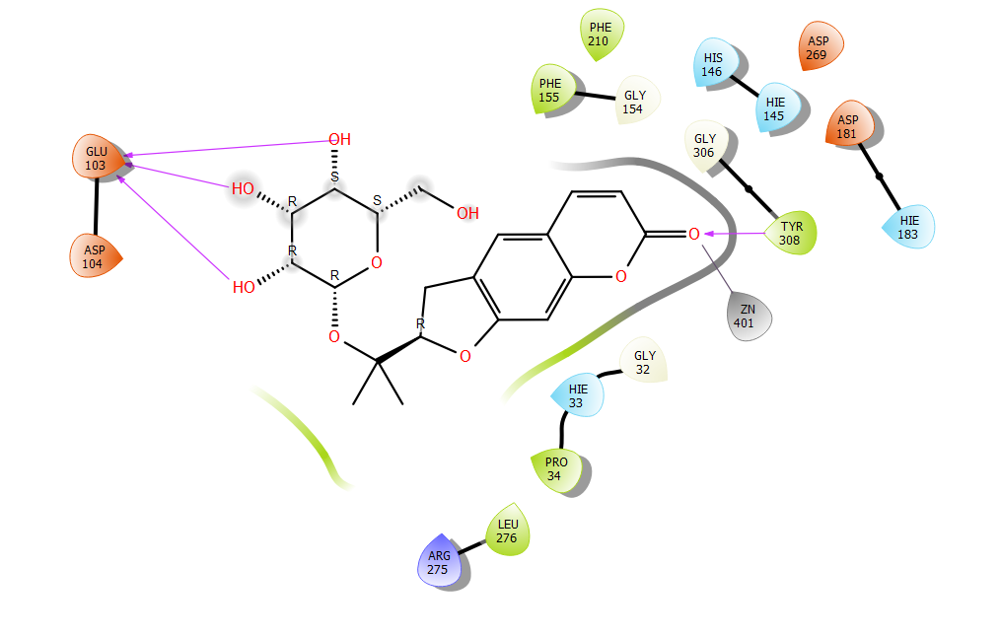 PHE
210
ASP
269
HIS
146
PHE
155
GLY
154
HIE
145
ASP
181
GLY
306
OH
GLU
103
S
HO
R
S
OH
HIE
183
TYR
308
O
ASP
104
R
O
R
O
HO
ZN
401
R
O
O
GLY
32
HIE
33
PRO
34
LEU
276
ARG
275